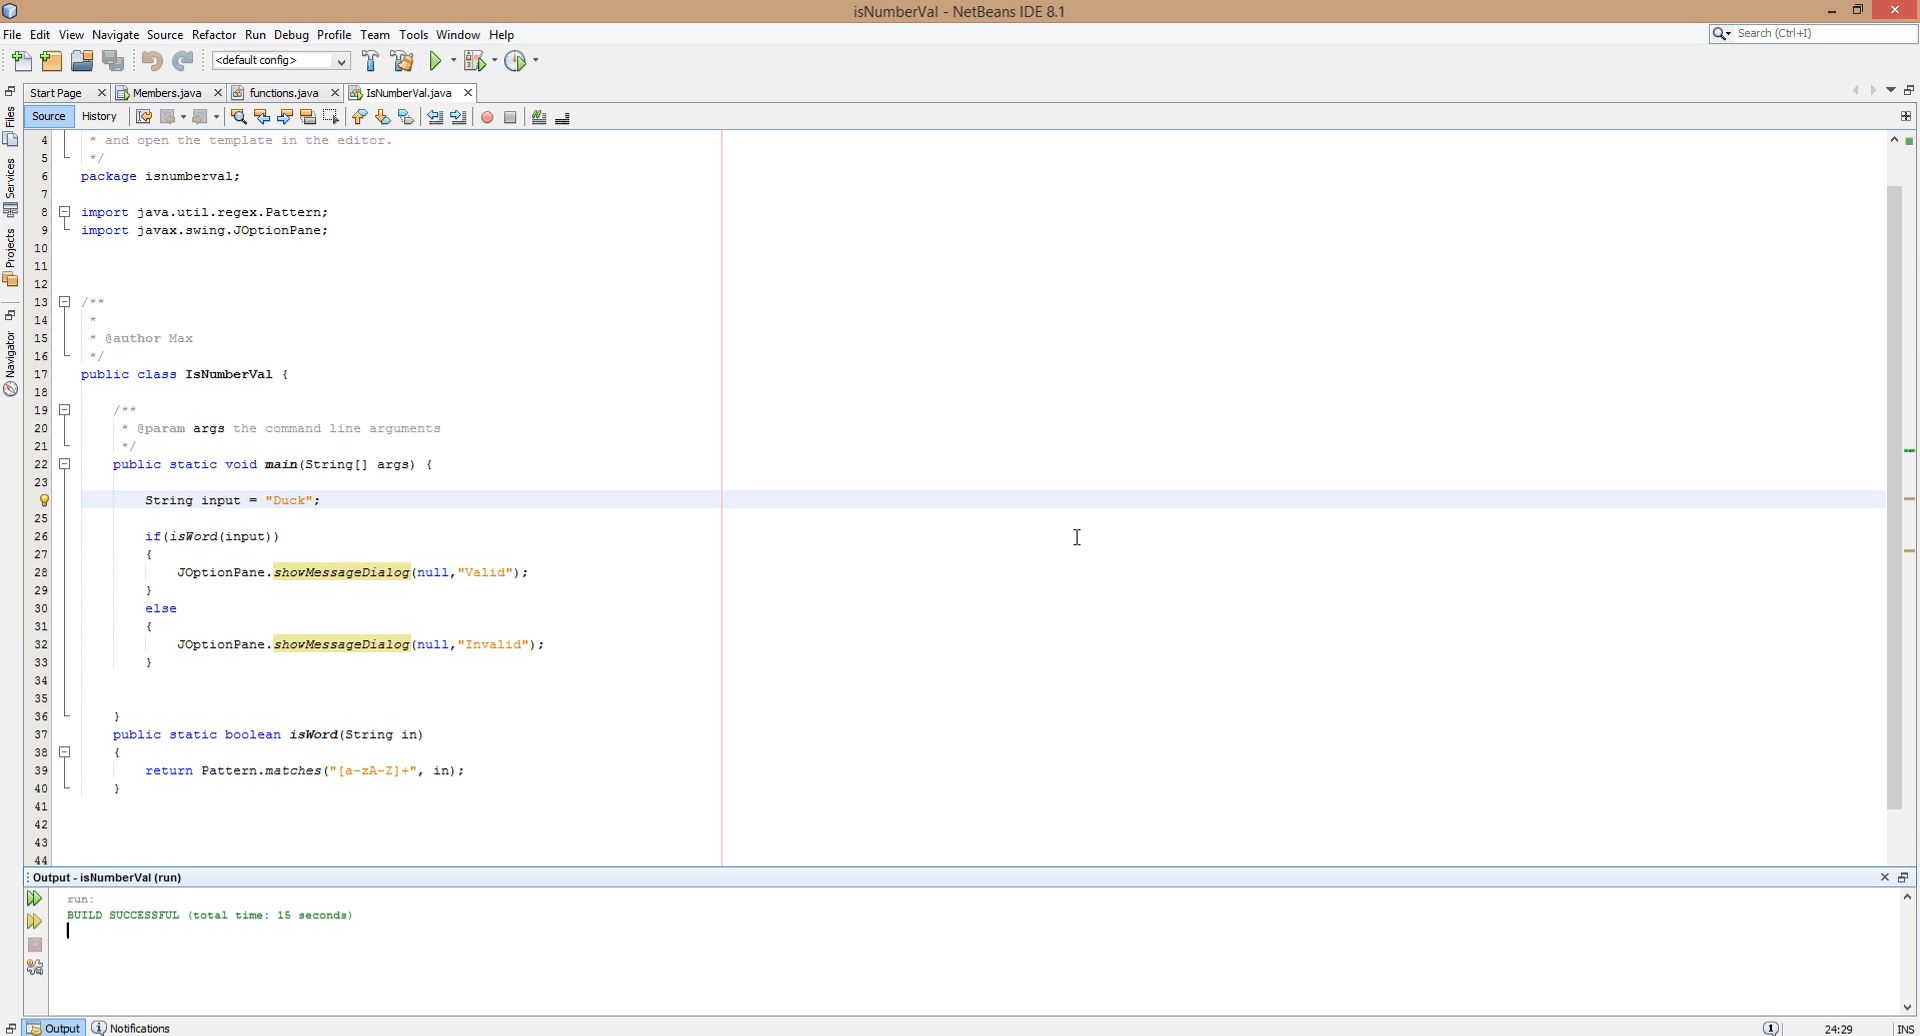 isNumberVal - NetBeans IDE 8.1
File Edit View Navigate Source Refactor Run Debug Profile Team Tools Window Help
Search (Ctrl+I)
<default config>
Start Page Members.java functions.java IsNumberVal.java
Source History
Files
Services
Projects
Navigator
4 * and open the template in the editor.
5 */
6 package isnumberval;
7
8 import java.util.regex.Pattern;
9 import javax.swing.JOptionPane;
10
11
12
13 /**
14 *
15 * @author Max
16 */
17 public class IsNumberVal {
18
19 /**
20 * @param args the command line arguments
21 */
22 public static void main(String[] args) {
23
String input = "Duck";
25
26 if(isWord(input))
27 {
28 JOptionPane.showMessageDialog(null,"Valid");
29 }
30 else
31 {
32 JOptionPane.showMessageDialog(null,"Invalid");
33 }
34
35
36 }
37 public static boolean isWord(String in)
38 {
39 return Pattern.matches("[a-zA-Z]+", in);
40 }
41
42
43
44
Output - isNumberVal (run)
run:
BUILD SUCCESSFUL (total time: 15 seconds)
Output Notifications
1 24:29 INS